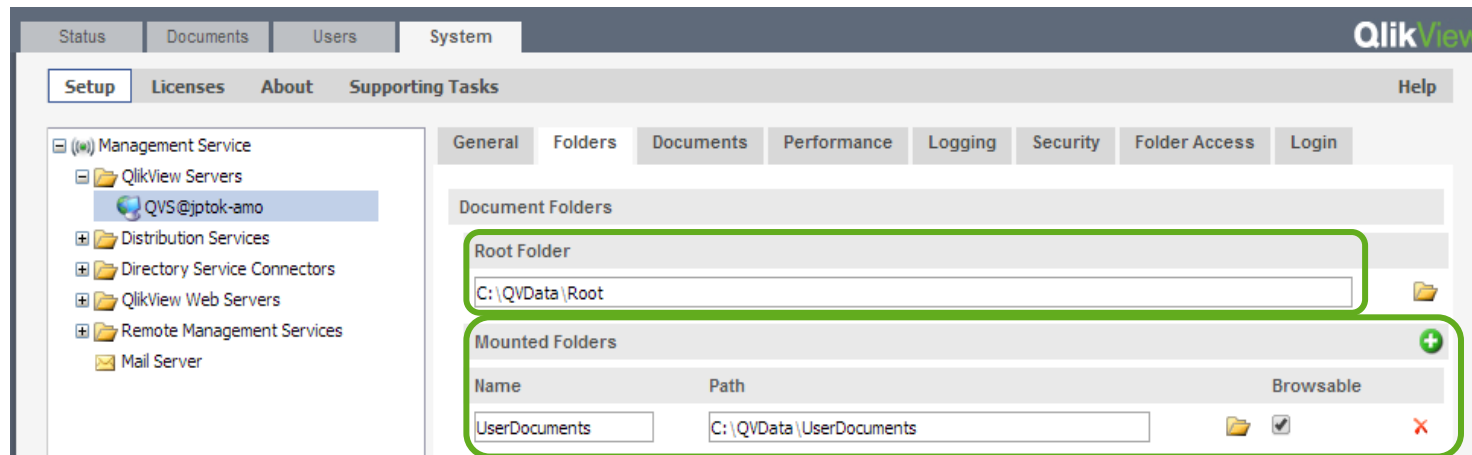 Status Documents Users System QlikView
Setup Licenses About Supporting Tasks Help
Management Service
QlikView Servers
QVS@jptok-amo
Distribution Services
Directory Service Connectors
QlikView Web Servers
Remote Management Services
Mail Server
General Folders Documents Performance Logging Security Folder Access Login
Document Folders
Root Folder
C:\QVData\Root
Mounted Folders
Name Path Browsable
UserDocuments C:\QVData\UserDocuments